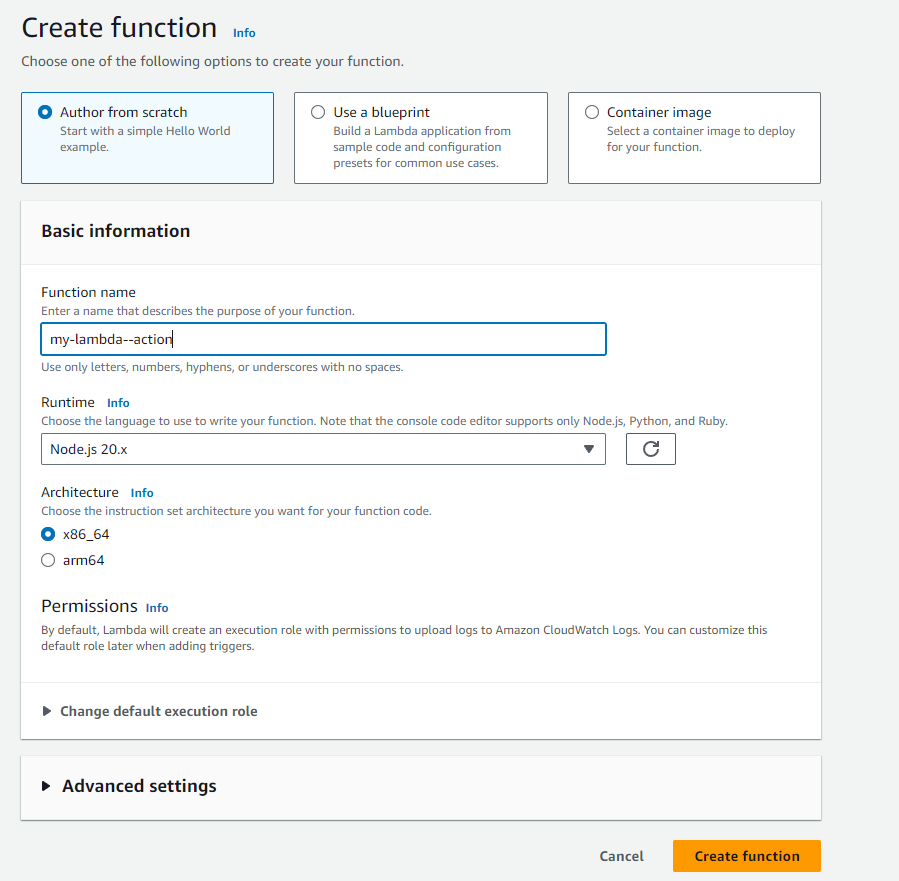 Create function Info
Choose one of the following options to create your function.
Author from scratch
Start with a simple Hello World
example.
Use a blueprint
Build a Lambda application from
sample code and configuration
presets for common use cases.
Container image
Select a container image to deploy
for your function.
Basic information
Function name
Enter a name that describes the purpose of your function.
my-lambda--action
Use only letters, numbers, hyphens, or underscores with no spaces.
Runtime Info
Choose the language to use to write your function. Note that the console code editor supports only Node.js, Python, and Ruby.
Node.js 20.x
Architecture Info
Choose the instruction set architecture you want for your function code.
x86_64
arm64
Permissions Info
By default, Lambda will create an execution role with permissions to upload logs to Amazon CloudWatch Logs. You can customize this
default role later when adding triggers.
Change default execution role
Advanced settings
Cancel
Create function